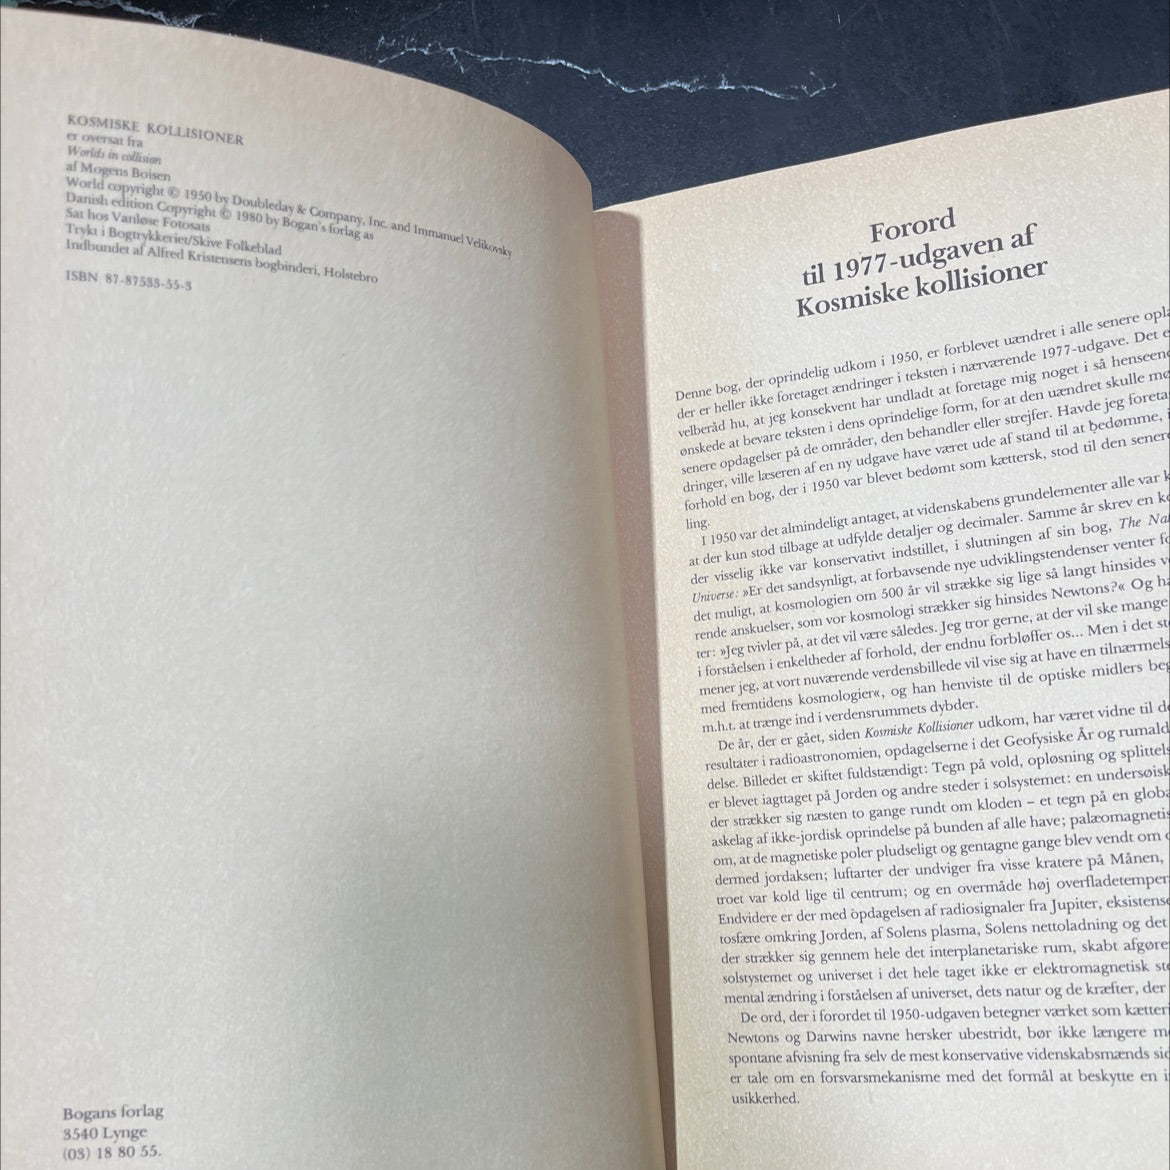 KOSMISKE KOLLISIONER
er oversat fra
Worlds in collision
af Mogens Boisen
World copyright © 1950 by Doubleday & Company, Inc. and Immanuel Velikovsky
Danish edition Copyright © 1980 by Bogan's forlag as
Sat hos Vanløse Fotosats
Trykt i Bogtrykkeriet/Skive Folkeblad
Indbundet af Alfred Kristensens bogbinderi, Holstebro
ISBN 87-87533-55-3
Bogans forlag
3540 Lynge
(03) 18 80 55.
Forord
til 1977-udgaven af
Kosmiske kollisioner
Denne bog, der oprindelig udkom i 1950, er forblevet uændret i alle senere opl
der er heller ikke foretaget ændringer i teksten i nærværende 1977-udgave. Det
velberåd hu, at jeg konsekvent har undladt at foretage mig noget i så henseen
ønskede at bevare teksten i dens oprindelige form, for at den uændret skulle
senere opdagelser på de områder, den behandler eller strejfer. Havde jeg foreta
dringer, ville læseren af en ny udgave have været ude af stand til at bedømme,
forhold en bog, der i 1950 var blevet bedømt som kættersk, stod til den sener
ling.
I 1950 var det almindeligt antaget, at videnskabens grundelementer alle var
at der kun stod tilbage at udfylde detaljer og decimaler. Samme år skrev en
der visselig ikke var konservativt indstillet, i slutningen af sin bog, The Na
Universe: »Er det sandsynligt, at forbavsende nye udviklingstendenser venter
det muligt, at kosmologien om 500 år vil strække sig lige så langt hinsides
rende anskuelser, som vor kosmologi strækker sig hinsides Newtons?« Og
ter: »Jeg tvivler på, at det vil være således. Jeg tror gerne, at der vil ske mange
i forståelsen i enkeltheder af forhold, der endnu forbløffer os... Men i det
mener jeg, at vort nuværende verdensbillede vil vise sig at have en tilnærmels
med fremtidens kosmologier«, og han henviste til de optiske midlers beg
m.h.t. at trænge ind i verdensrummets dybder.
De år, der er gået, siden Kosmiske Kollisioner udkom, har været vidne til
resultater i radioastronomien, opdagelserne i det Geofysiske År og rumald
delse. Billedet er skiftet fuldstændigt: Tegn på vold, opløsning og splittels
er blevet iagttaget på Jorden og andre steder i solsystemet: en undersøisk
der strækker sig næsten to gange rundt om kloden – et tegn på en globa
askelag af ikke-jordisk oprindelse på bunden af alle have; palæomagnetis
om, at de magnetiske poler pludseligt og gentagne gange blev vendt om
dermed jordaksen; luftarter der undviger fra visse kratere på Månen,
troet var kold lige til centrum; og en overmåde høj overfladetemper
Endvidere er der med opdagelsen af radiosignaler fra Jupiter, eksistens
tosfære omkring Jorden, af Solens plasma, Solens nettoladning og det
der strækker sig gennem hele det interplanetariske rum, skabt afgøre
solstystemet og universet i det hele taget ikke er elektromagnetisk
mental ændring i forståelsen af universet, dets natur og de kræfter, der
De ord, der i forordet til 1950-udgaven betegner værket som kætter
Newtons og Darwins navne hersker ubestridt, bør ikke længere
spontane afvisning fra selv de mest konservative videnskabsmænds
er tale om en forsvarsmekanisme med det formål at beskytte en
usikkerhed.